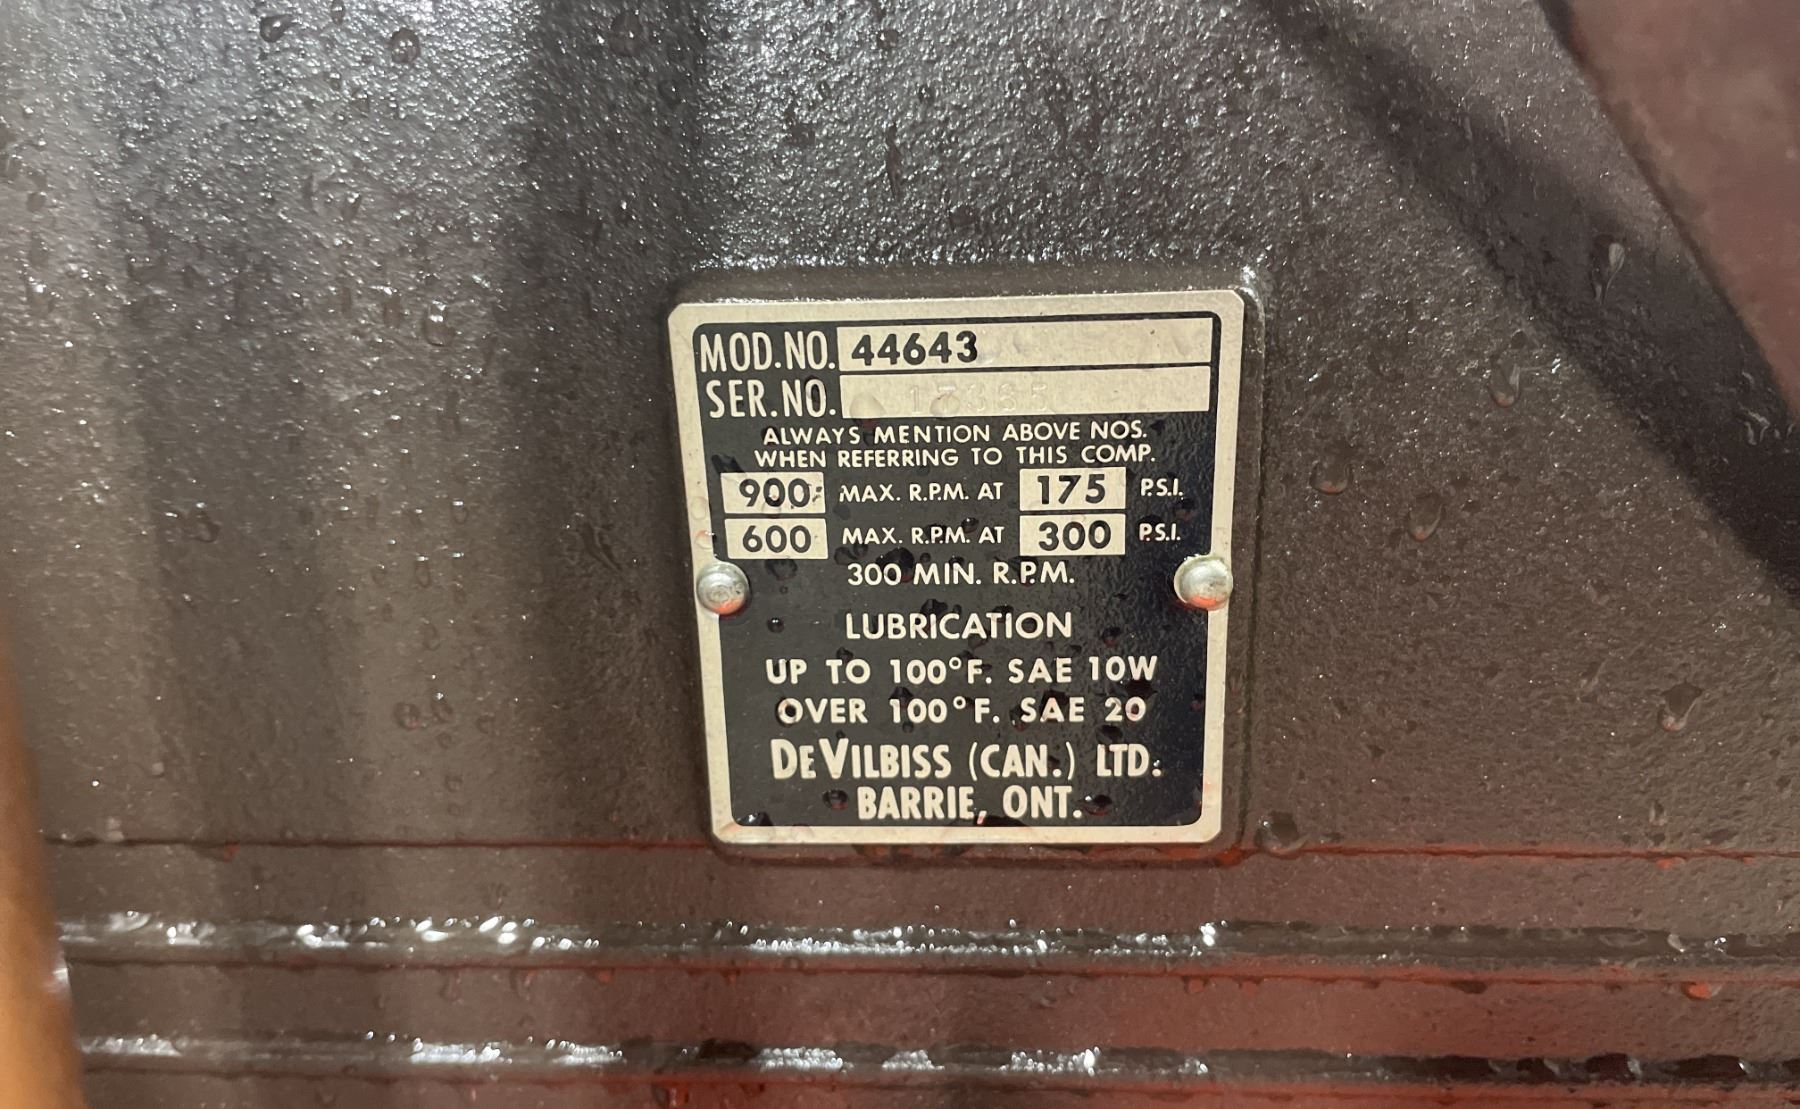 MOD.NO. 44643
SER.NO.
ALWAYS MENTION ABOVE NOS.
WHEN REFERRING TO THIS COMP.
900 MAX. R.P.M. AT 175 P.S.I.
600 MAX. R.P.M. AT 300 P.S.I.
300 MIN. R.P.M.
LUBRICATION
UP TO 100°F. SAE 10W
OVER 100°F. SAE 20
DEVILBISS (CAN.) LTD.
BARRIE, ONT.